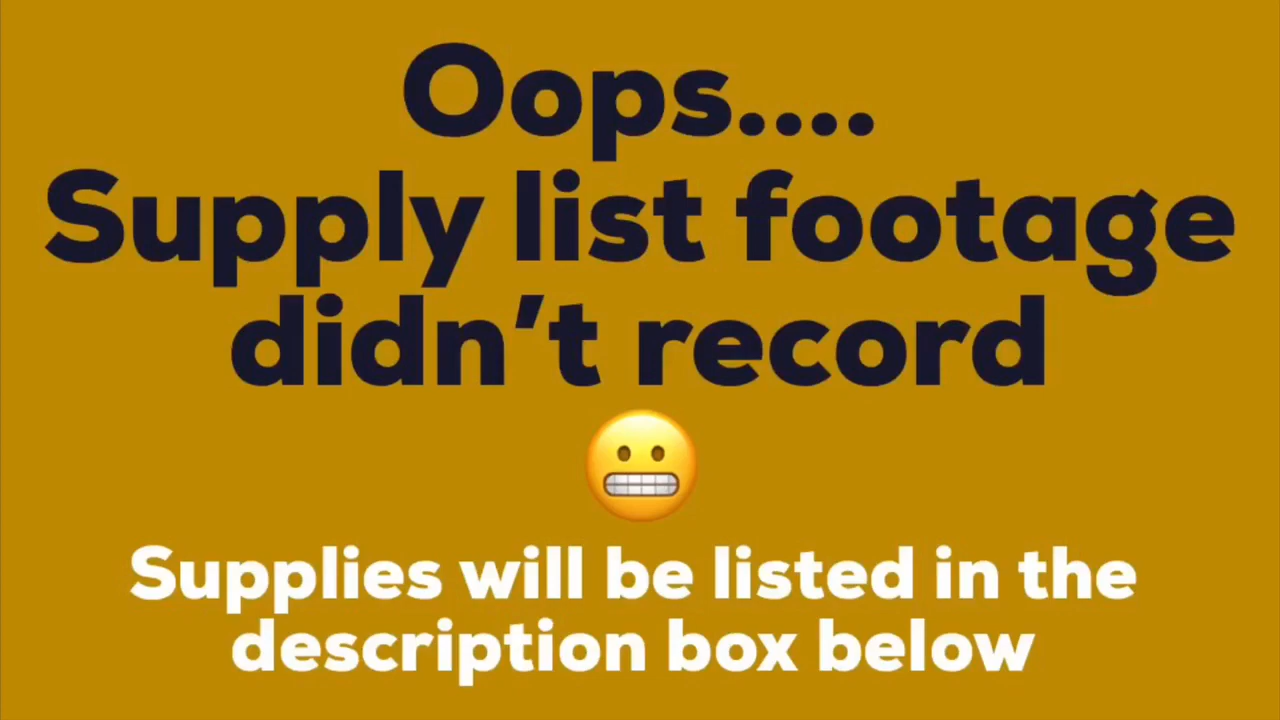 Oops....
Supply list footage
didn’t record
😬
Supplies will be listed in the
description box below